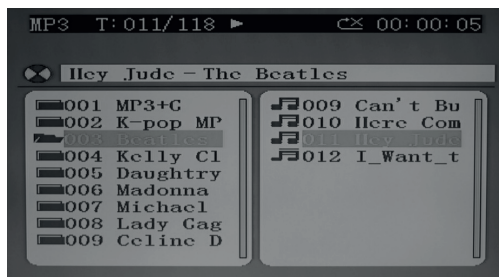 MP3 T:011/118 00:00:05
Hey Jude - The Beatles
001 MP3+G
002 K-pop MP
003 Beatles
004 Kelly Cl
005 Daughtry
006 Madonna
007 Michael
008 Lady Gag
009 Celine D
009 Can't Bu
010 Here Com
011 Hey Jude
012 I_Want_t